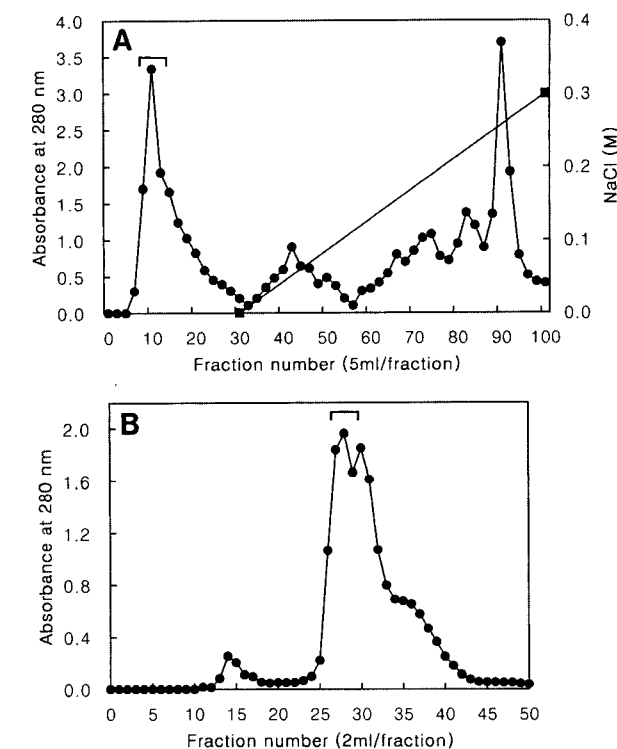 A
4.0
3.5
3.0
2.5
2.0
1.5
1.0
0.5
0.0
Absorbance at 280 nm
0.4
0.3
0.2
0.1
0.0
NaCl (M)
0 10 20 30 40 50 60 70 80 90 100
Fraction number (5ml/fraction)
B
2.0
1.6
1.2
0.8
0.4
0.0
Absorbance at 280 nm
0 5 10 15 20 25 30 35 40 45 50
Fraction number (2ml/fraction)